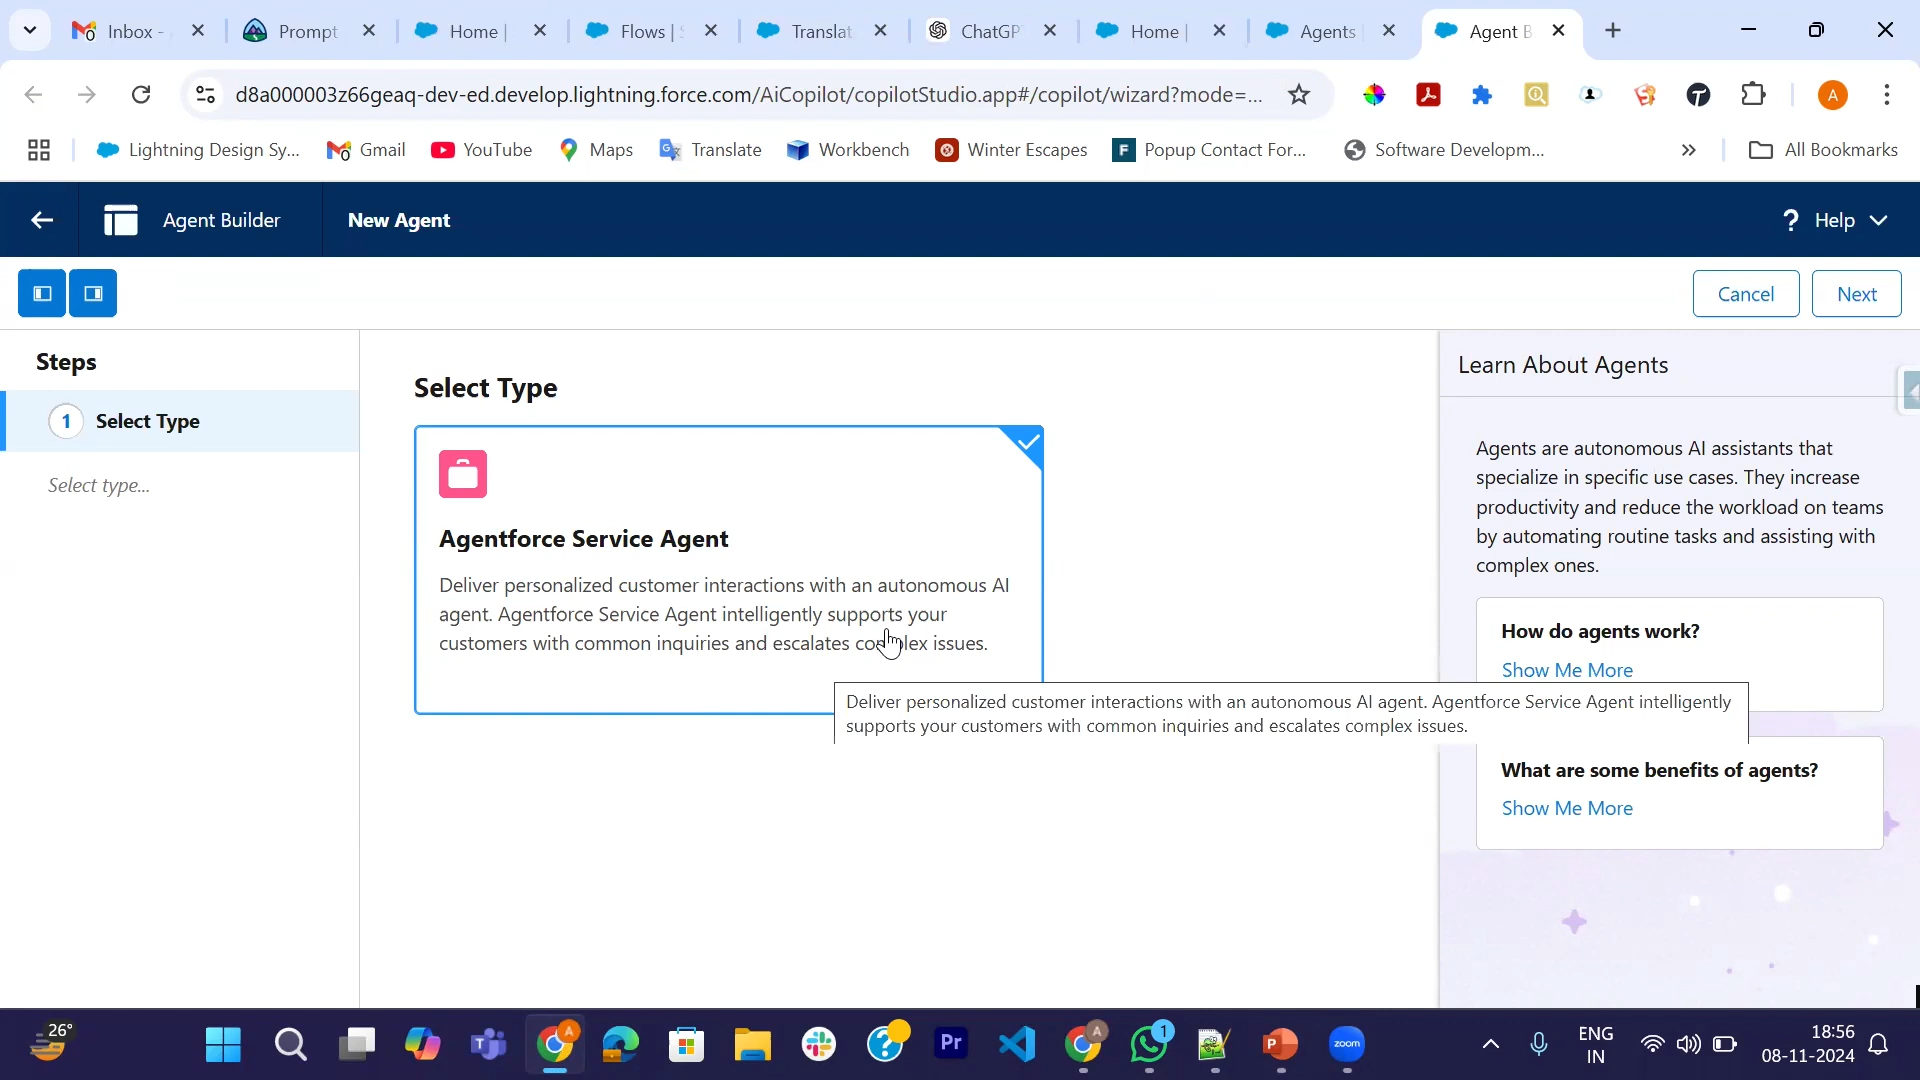 Inbox -
Prompt
Home |
Flows | S
Translat
ChatGP
Home |
Agents
Agent B
d8a000003z66geaq-dev-ed.develop.lightning.force.com/AiCopilot/copilotStudio.app#/copilot/wizard?mode=...
A
Lightning Design Sy...
Gmail
YouTube
Maps
Translate
Workbench
Winter Escapes
F
Popup Contact For...
Software Developm...
»
All Bookmarks
Agent Builder
New Agent
? Help
Cancel
Next
Steps
1 Select Type
Select type...
Select Type
Agentforce Service Agent
Deliver personalized customer interactions with an autonomous AI
agent. Agentforce Service Agent intelligently supports your
customers with common inquiries and escalates complex issues.
Deliver personalized customer interactions with an autonomous AI agent. Agentforce Service Agent intelligently
supports your customers with common inquiries and escalates complex issues.
Learn About Agents
Agents are autonomous AI assistants that
specialize in specific use cases. They increase
productivity and reduce the workload on teams
by automating routine tasks and assisting with
complex ones.
How do agents work?
Show Me More
What are some benefits of agents?
Show Me More
26°
A
Pr
A
1
P
zoom
ENG
IN
18:56
08-11-2024